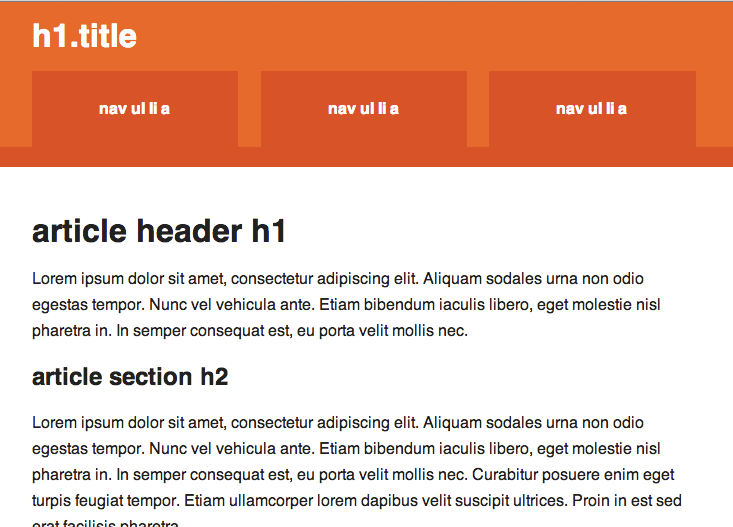 h1.title
nav ul li a nav ul li a nav ul li a
article header h1
Lorem ipsum dolor sit amet, consectetur adipiscing elit. Aliquam sodales urna non odio
egestas tempor. Nunc vel vehicula ante. Etiam bibendum iaculis libero, eget molestie nisl
pharetra in. In semper consequat est, eu porta velit mollis nec.
article section h2
Lorem ipsum dolor sit amet, consectetur adipiscing elit. Aliquam sodales urna non odio
egestas tempor. Nunc vel vehicula ante. Etiam bibendum iaculis libero, eget molestie nisl
pharetra in. In semper consequat est, eu porta velit mollis nec. Curabitur posuere enim eget
turpis feugiat tempor. Etiam ullamcorper lorem dapibus velit suscipit ultrices. Proin in est sed
erat facilisis pharetra.